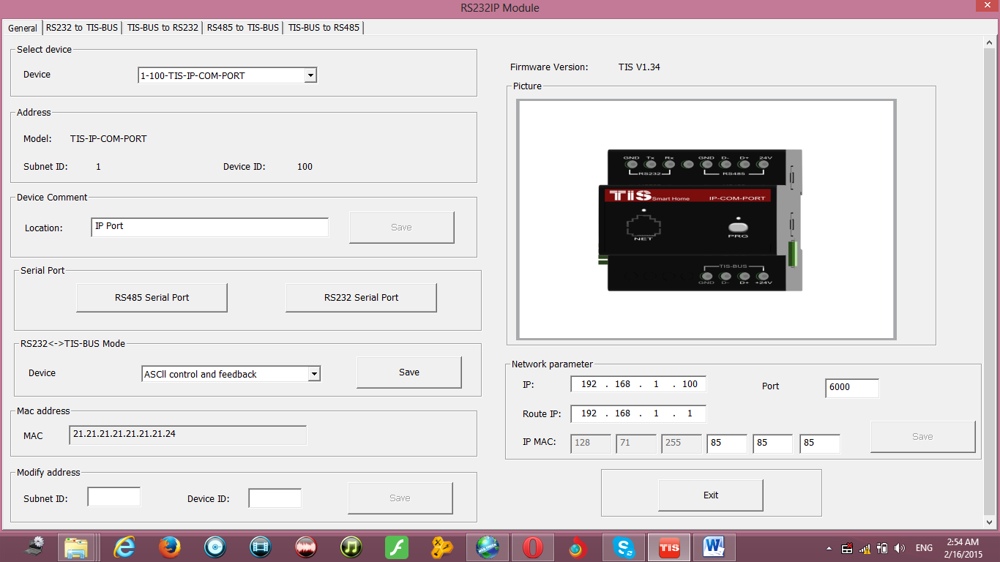 RS232IP Module
General RS232 to TIS-BUS TIS-BUS to RS232 RS485 to TIS-BUS TIS-BUS to RS485
Select device
Device 1-100-TIS-IP-COM-PORT
Address
Model: TIS-IP-COM-PORT
Subnet ID: 1 Device ID: 100
Device Comment
Location: IP Port Save
Serial Port
RS485 Serial Port RS232 Serial Port
RS232<->TIS-BUS Mode
Device ASCll control and feedback Save
Mac address
MAC 21.21.21.21.21.21.21.24
Modify address
Subnet ID: Device ID: Save
Firmware Version: TIS V1.34
Picture
GND Tx Rx GND D- D+ 24V
RS232 RS485
TIS Smart Home IP-COM-PORT
NET PRG
TIS-BUS
GND D- D+ +24V
Network parameter
IP: 192 . 168 . 1 . 100 Port 6000
Route IP: 192 . 168 . 1 . 1
IP MAC: 128 71 255 85 85 85 Save
Exit
TIS
ENG
2:54 AM
2/16/2015